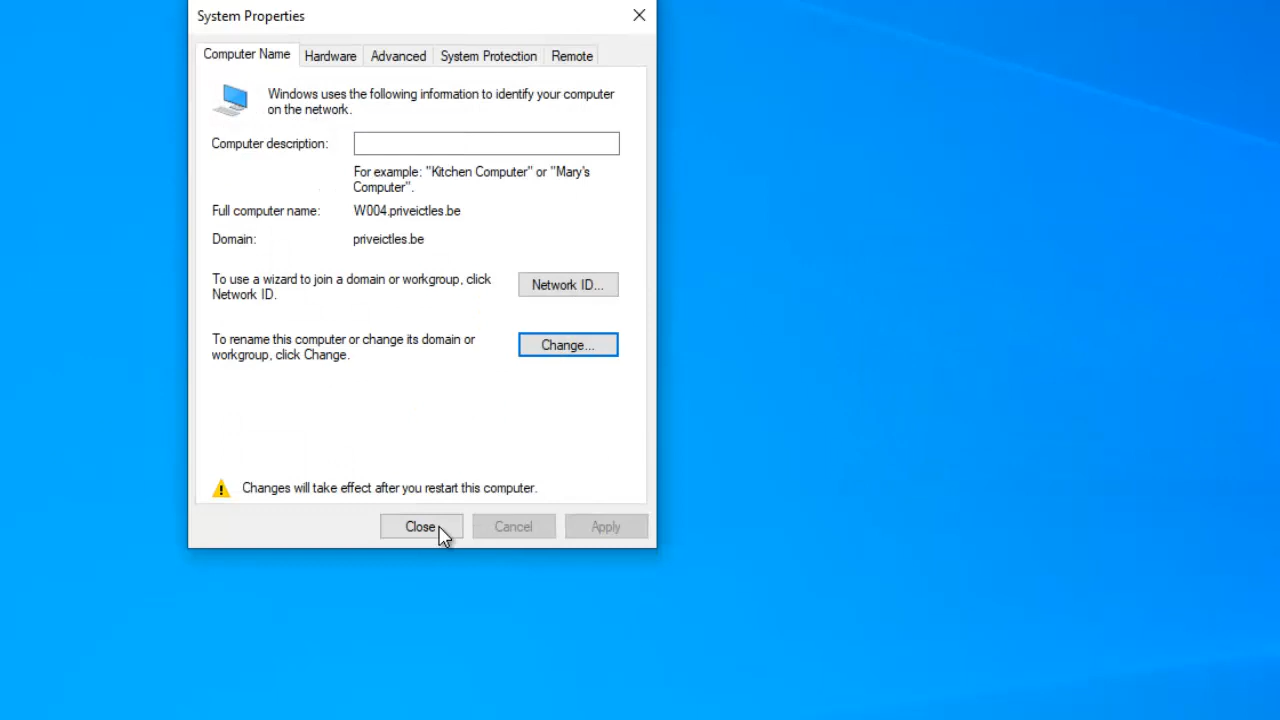 System Properties
Computer Name Hardware Advanced System Protection Remote
Windows uses the following information to identify your computer
on the network.
Computer description:
For example: "Kitchen Computer" or "Mary's
Computer".
Full computer name: W004.priveictles.be
Domain: priveictles.be
To use a wizard to join a domain or workgroup, click
Network ID.
Network ID...
To rename this computer or change its domain or
workgroup, click Change.
Change...
Changes will take effect after you restart this computer.
Close Cancel Apply